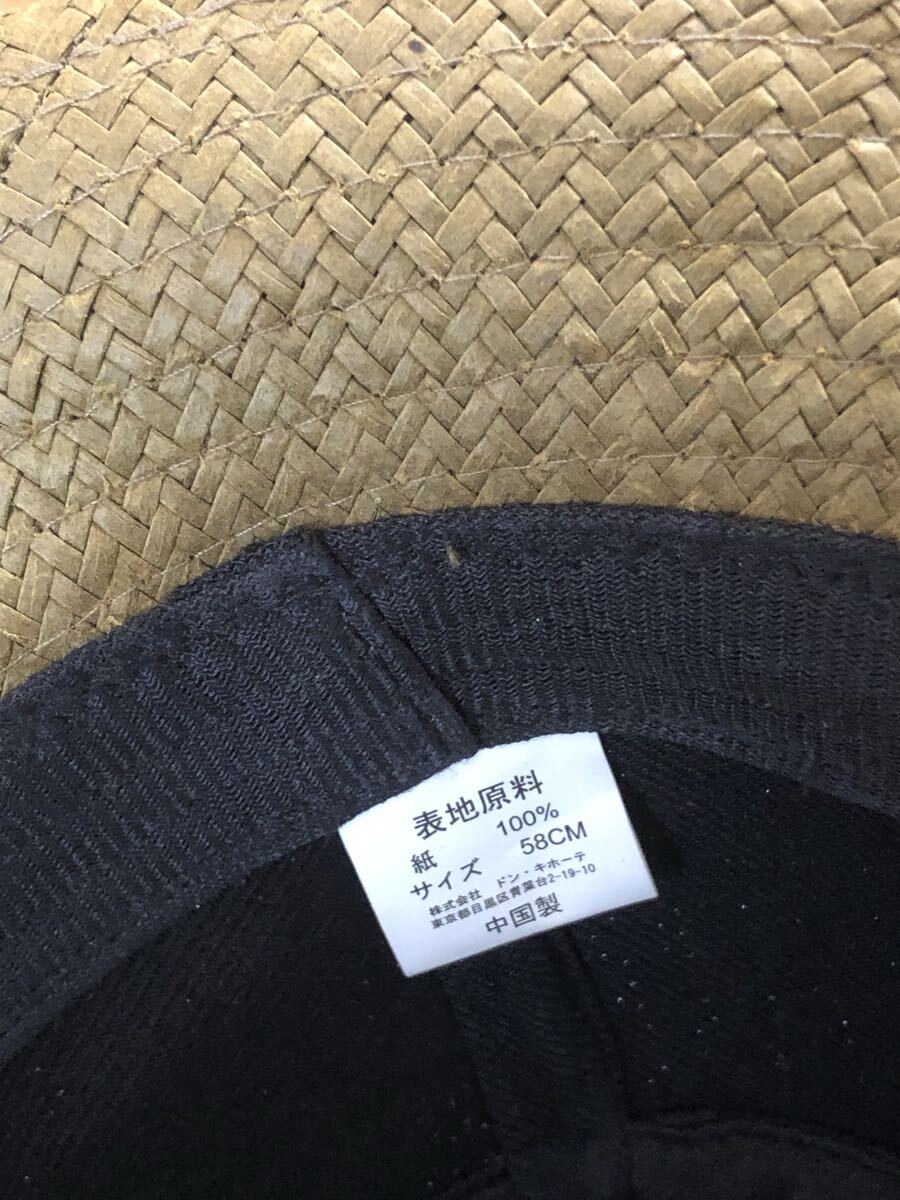 表地原料
紙 100%
サイズ 58CM
株式会社 ドン・キホーテ
東京都目黒区青葉台2-19-10
中国製